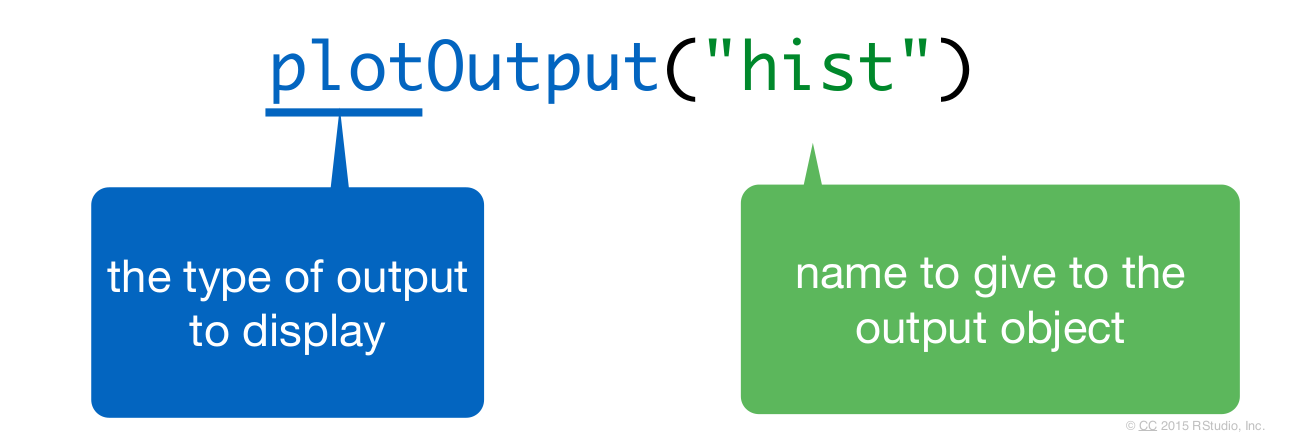 plotOutput("hist")
the type of output
to display
name to give to the
output object
© CC 2015 RStudio, Inc.